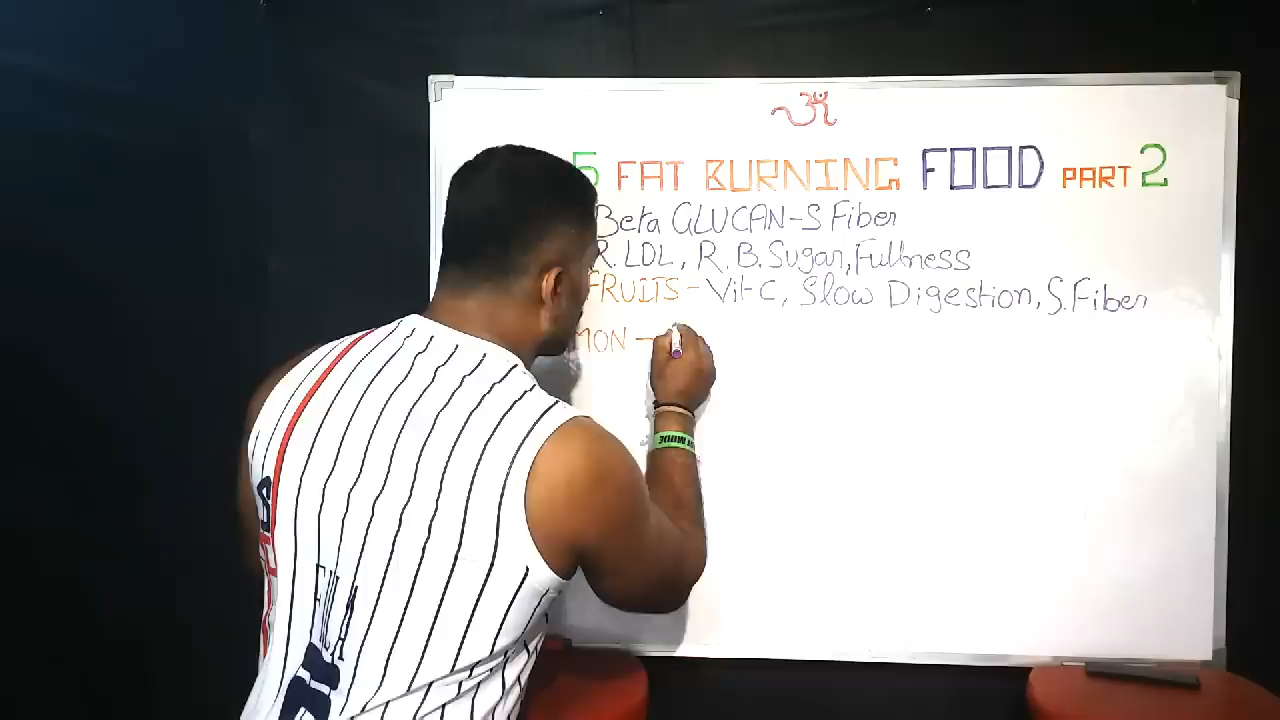 ॐ
5 FAT BURNING FOOD PART 2
Beta GLUCAN-S Fiber
R. LDL, R. B. Sugar, Fullness
FRUITS - Vit-C, Slow Digestion, S. Fiber
MON -